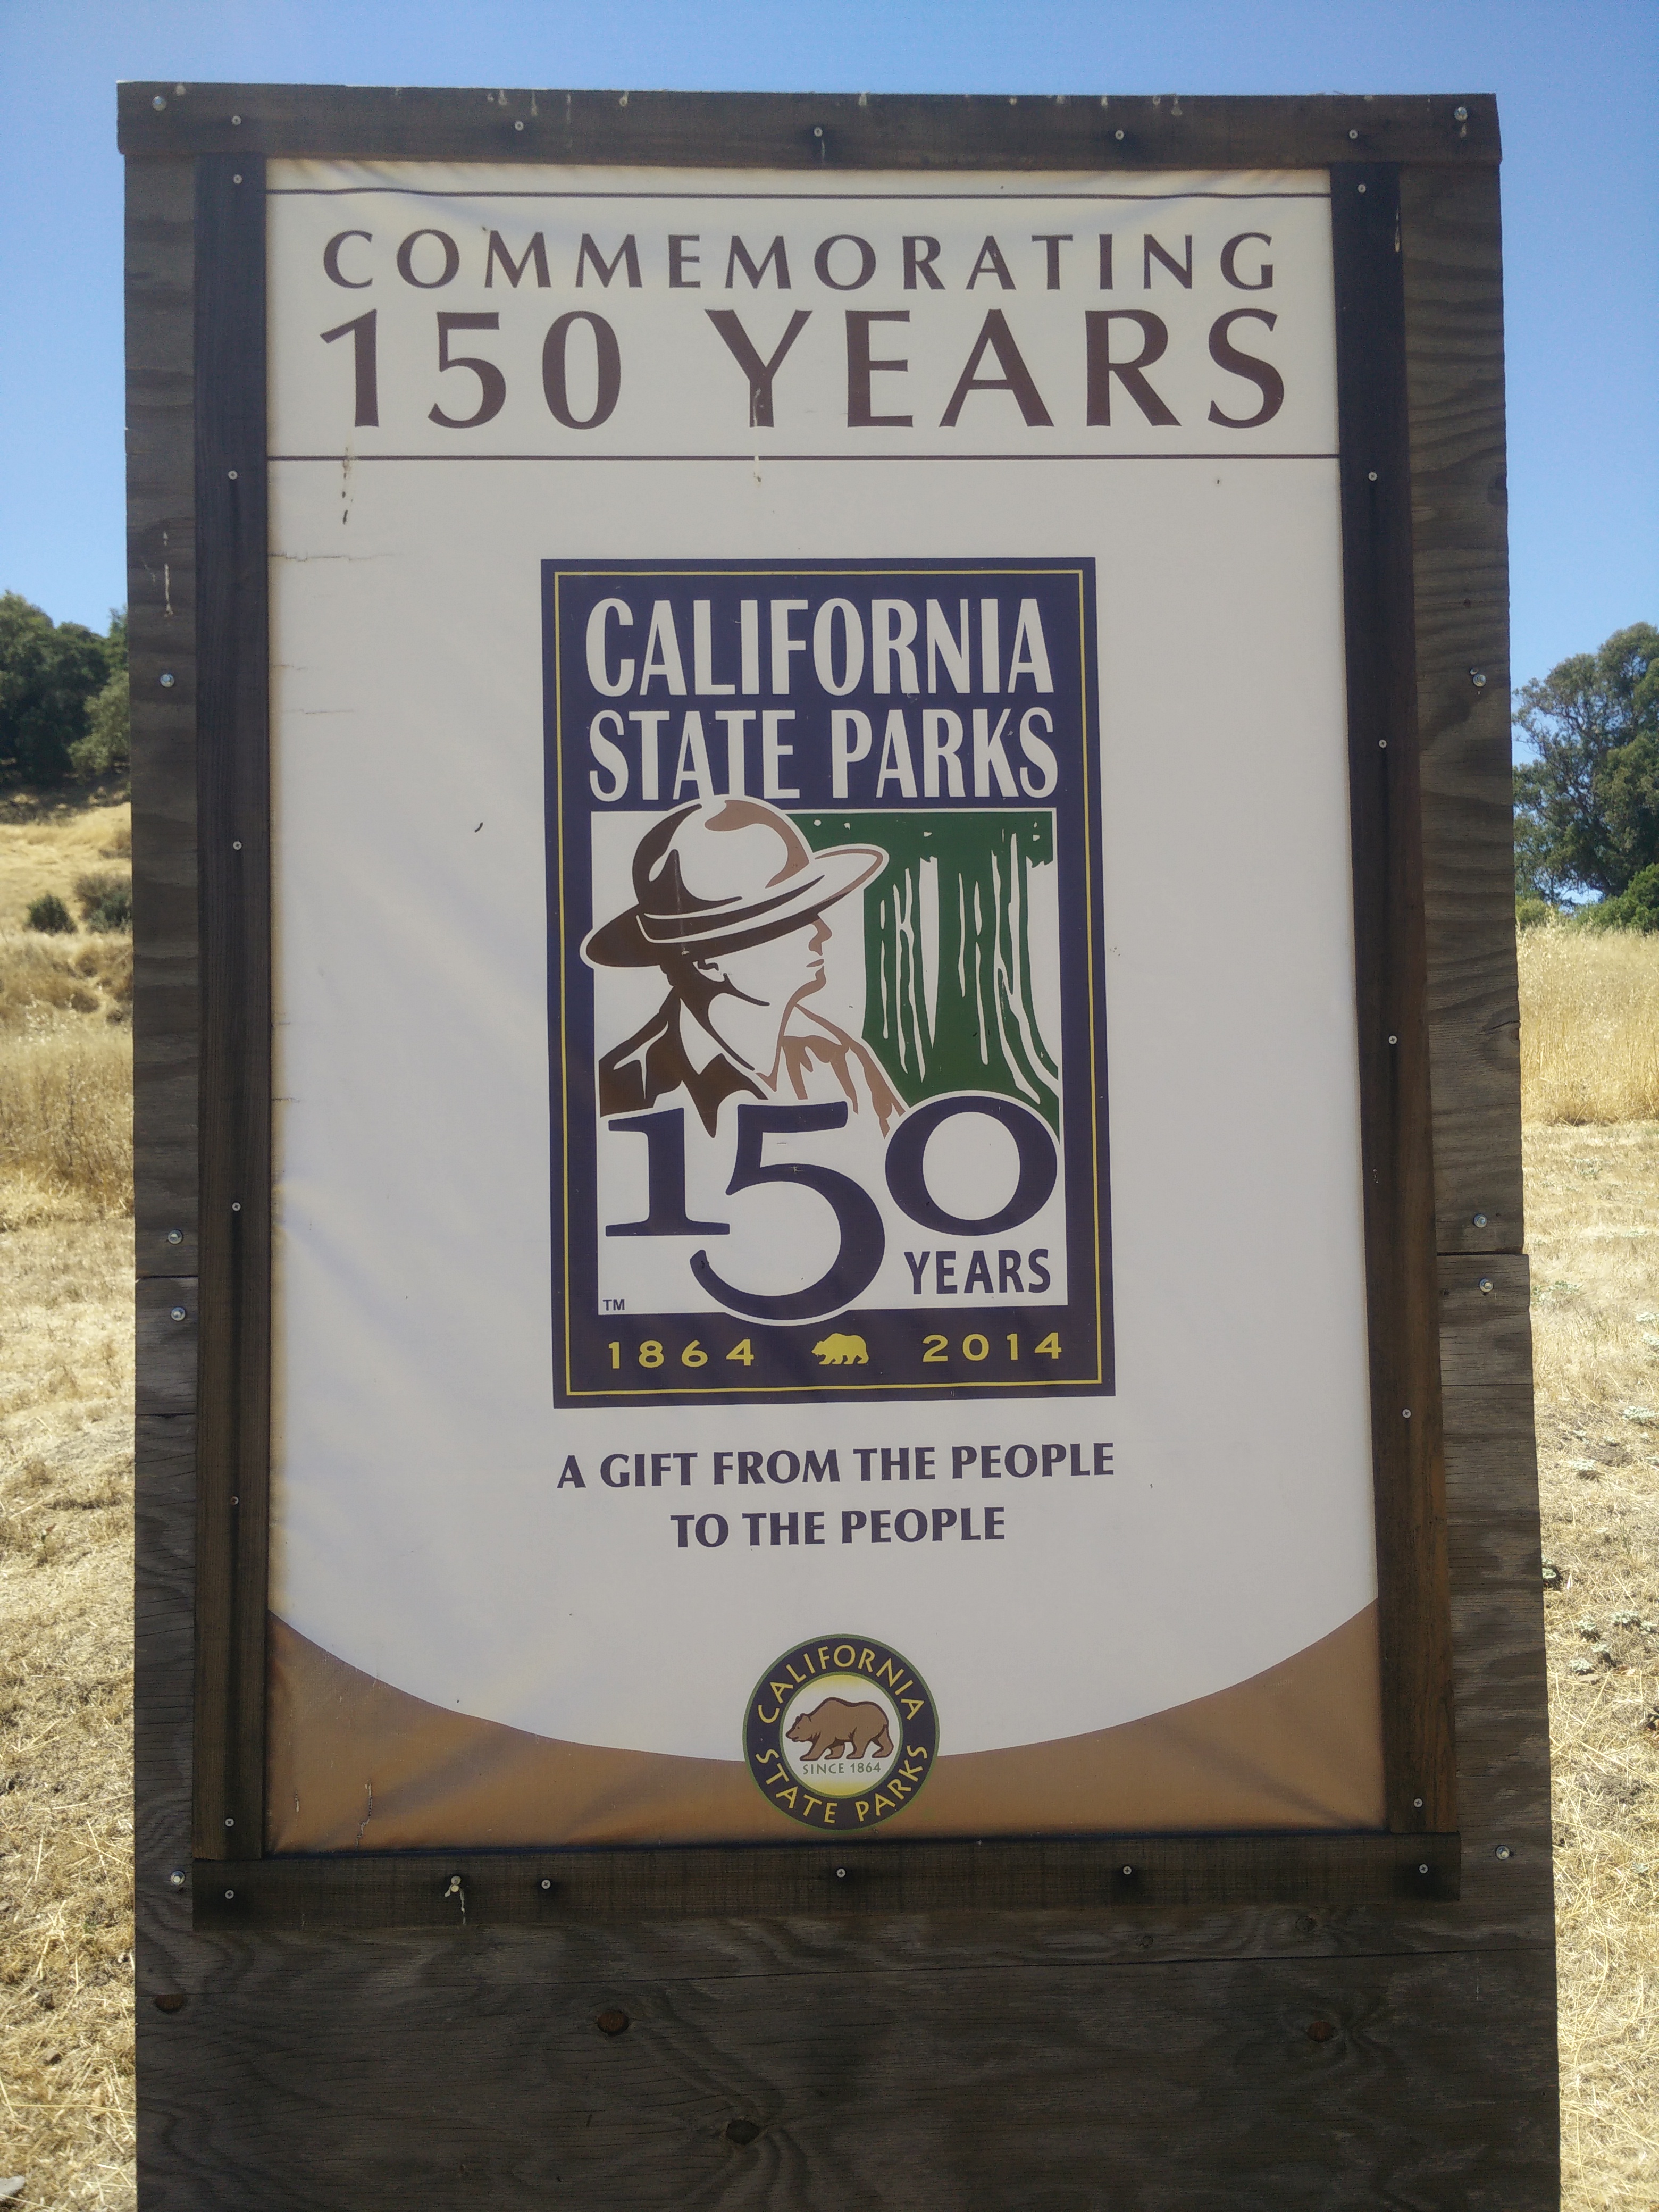 COMMEMORATING
150 YEARS
CALIFORNIA
STATE PARKS
150
YEARS
TM
1864 2014
A GIFT FROM THE PEOPLE
TO THE PEOPLE
CALIFORNIA
SINCE 1864
STATE PARKS